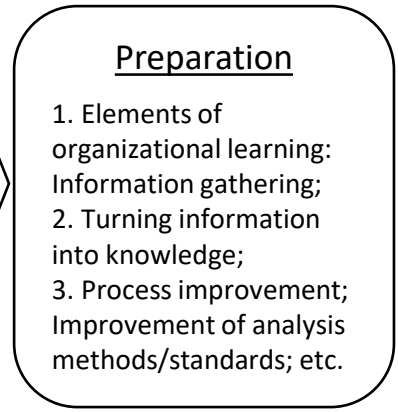 Preparation
1. Elements of
organizational learning:
Information gathering;
2. Turning information
into knowledge;
3. Process improvement;
Improvement of analysis
methods/standards; etc.